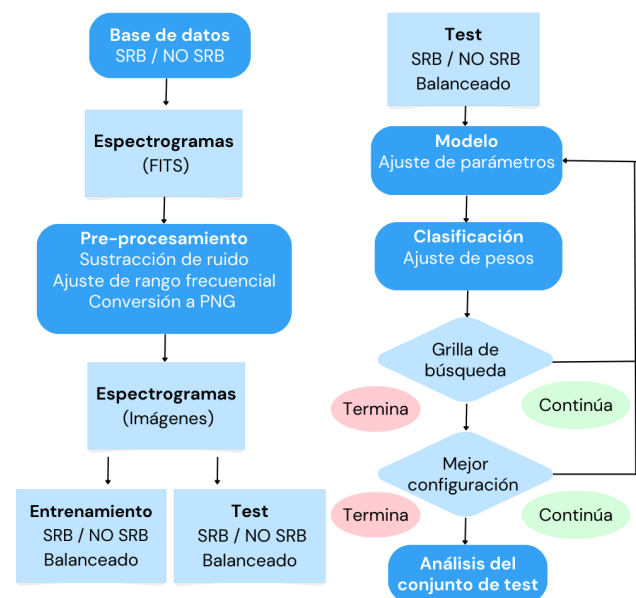 Base de datos
SRB / NO SRB
Espectrogramas
(FITS)
Pre-procesamiento
Sustracción de ruido
Ajuste de rango frecuencial
Conversión a PNG
Espectrogramas
(Imágenes)
Entrenamiento
SRB / NO SRB
Balanceado
Test
SRB / NO SRB
Balanceado
Test
SRB / NO SRB
Balanceado
Modelo
Ajuste de parámetros
Clasificación
Ajuste de pesos
Grilla de
búsqueda
Termina
Continúa
Mejor
configuración
Termina
Continúa
Análisis del
conjunto de test